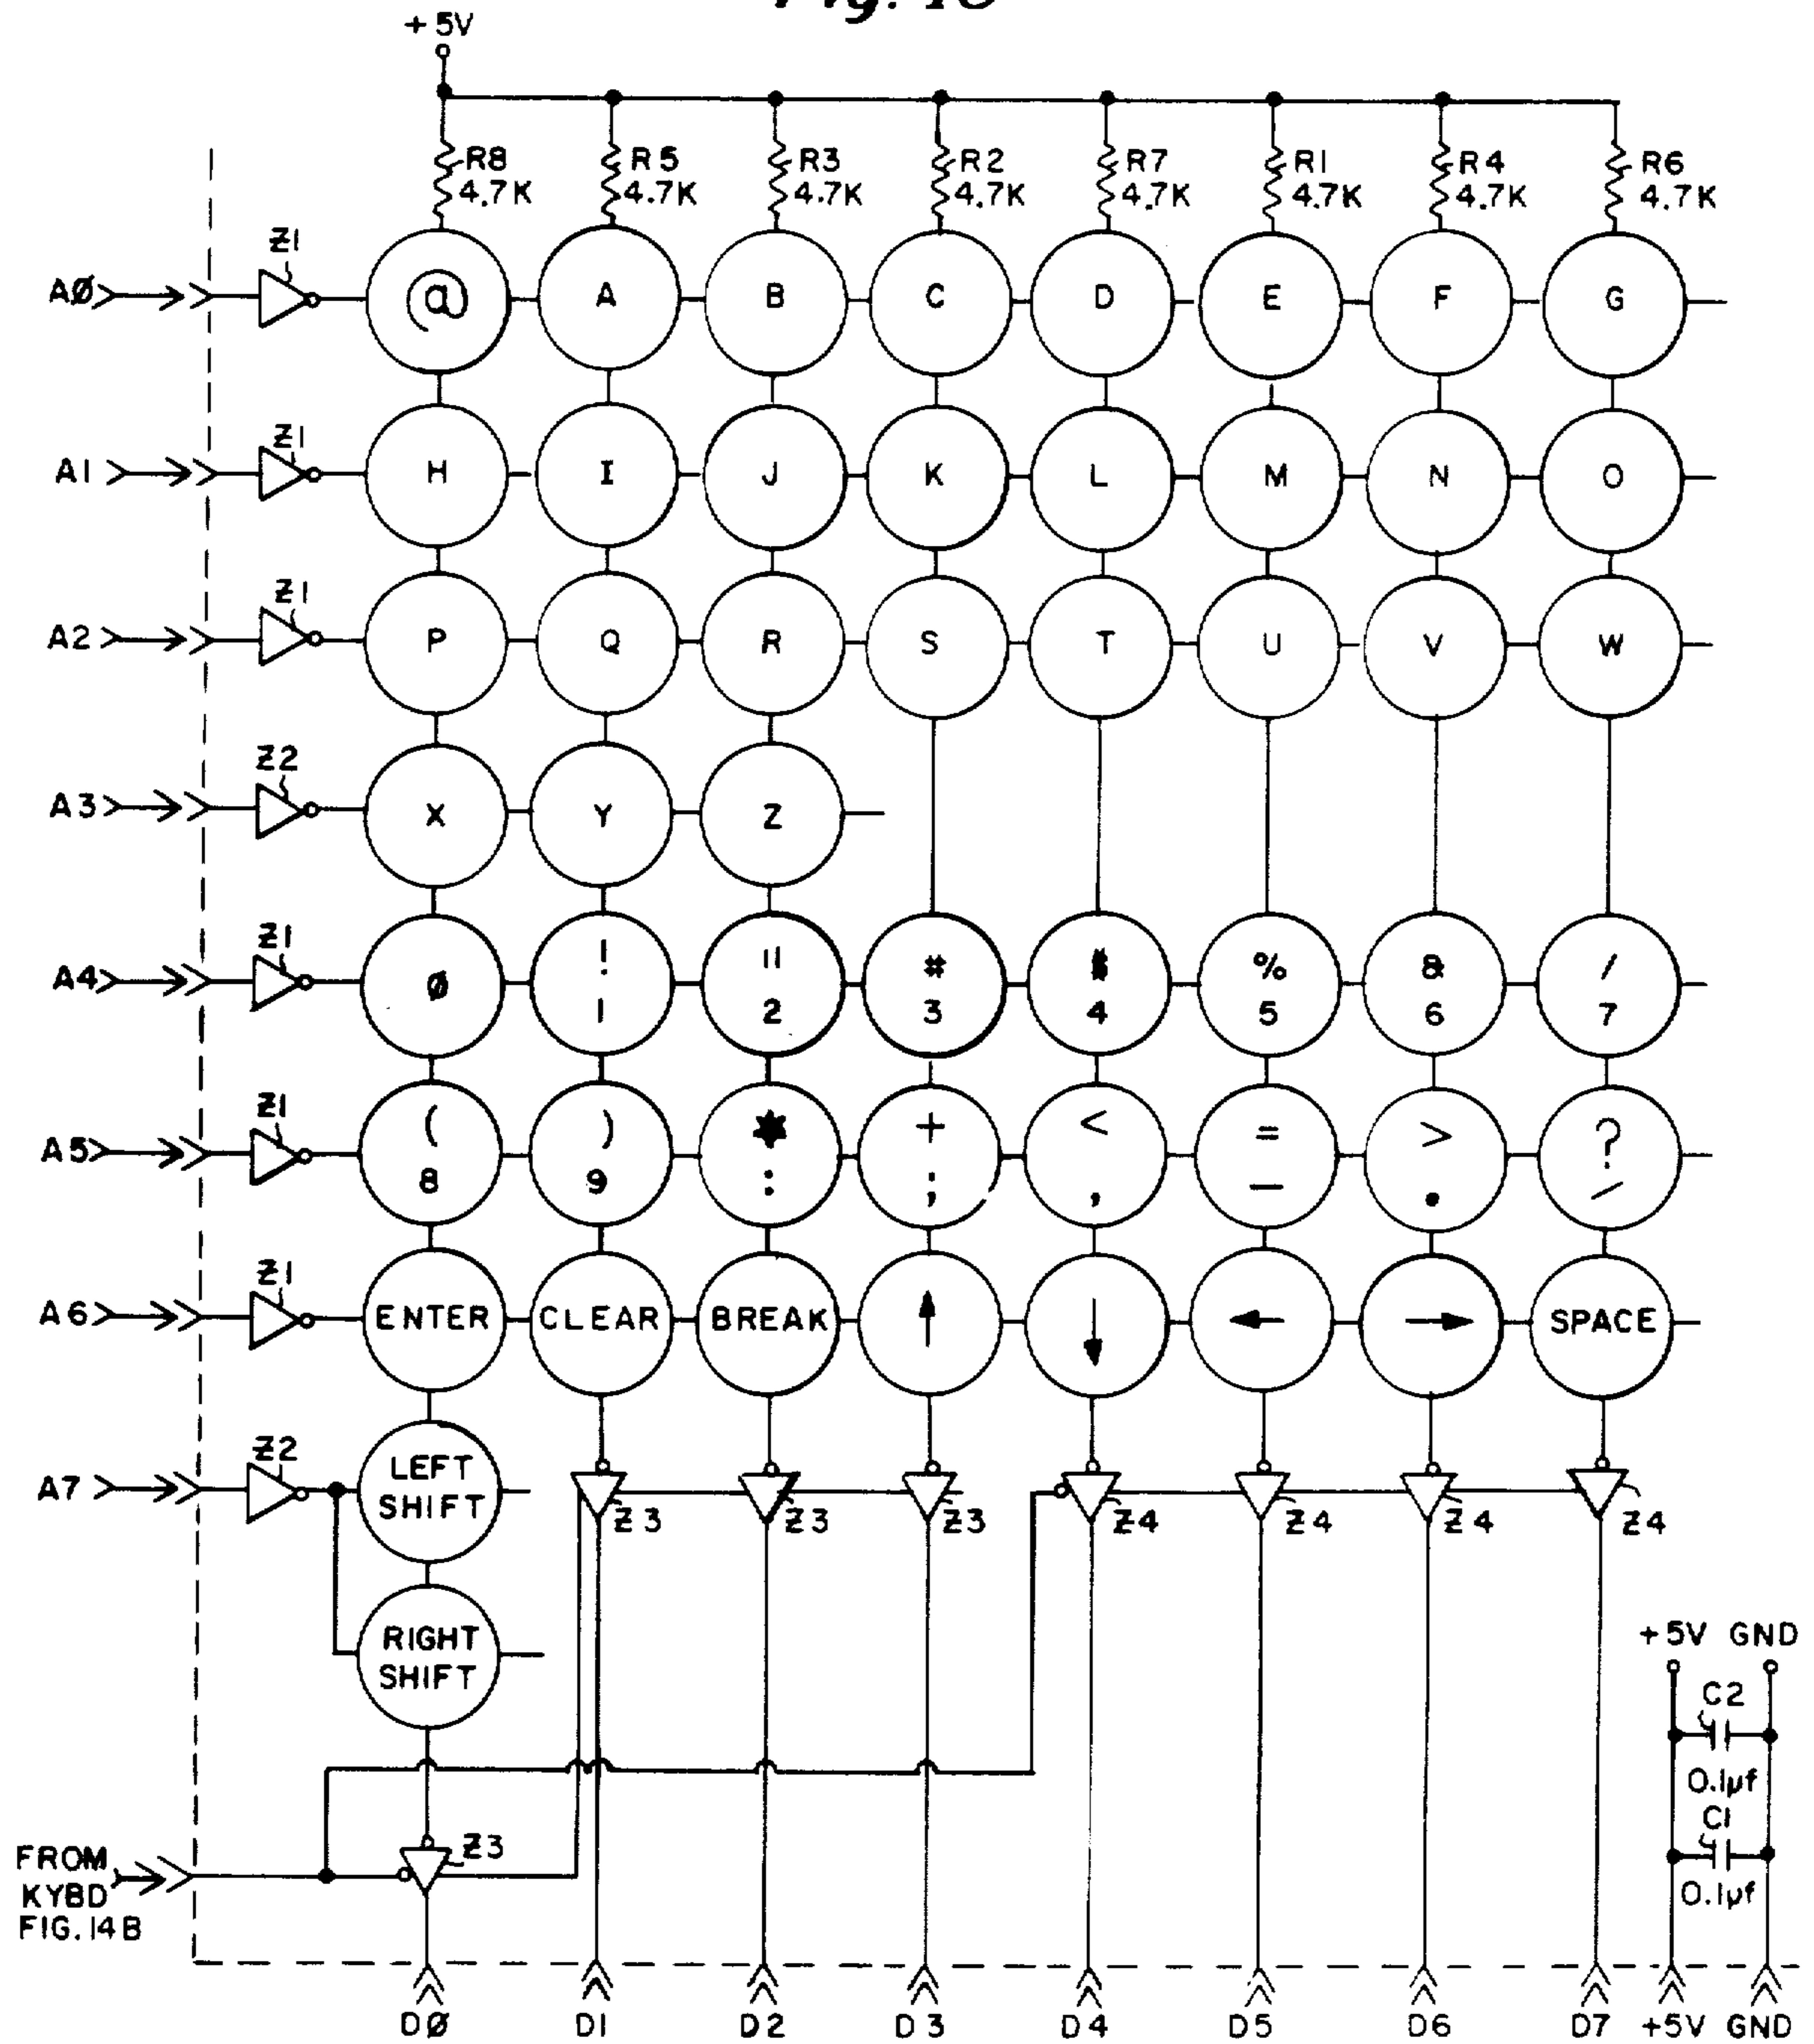 +5V
R8 R5 R3 R2 R7 R1 R4 R6
4.7K 4.7K 4.7K 4.7K 4.7K 4.7K 4.7K 4.7K
Z1
AØ @ A B C D E F G
Z1
A1 H I J K L M N O
Z1
A2 P Q R S T U V W
Z2
A3 X Y Z
Z1
! " # $ % & /
A4 Ø 1 2 3 4 5 6 7
Z1
( ) * + < = > ?
A5 8 9 : ; , − . /
Z1
A6 ENTER CLEAR BREAK ↑ ↓ ← → SPACE
Z2
A7 LEFT
SHIFT
Z3 Z3 Z3 Z4 Z4 Z4 Z4
RIGHT
SHIFT
+5V GND
C2
0.1µf
C1
0.1µf
Z3
FROM
KYBD
FIG. 14B
DØ D1 D2 D3 D4 D5 D6 D7 +5V GND